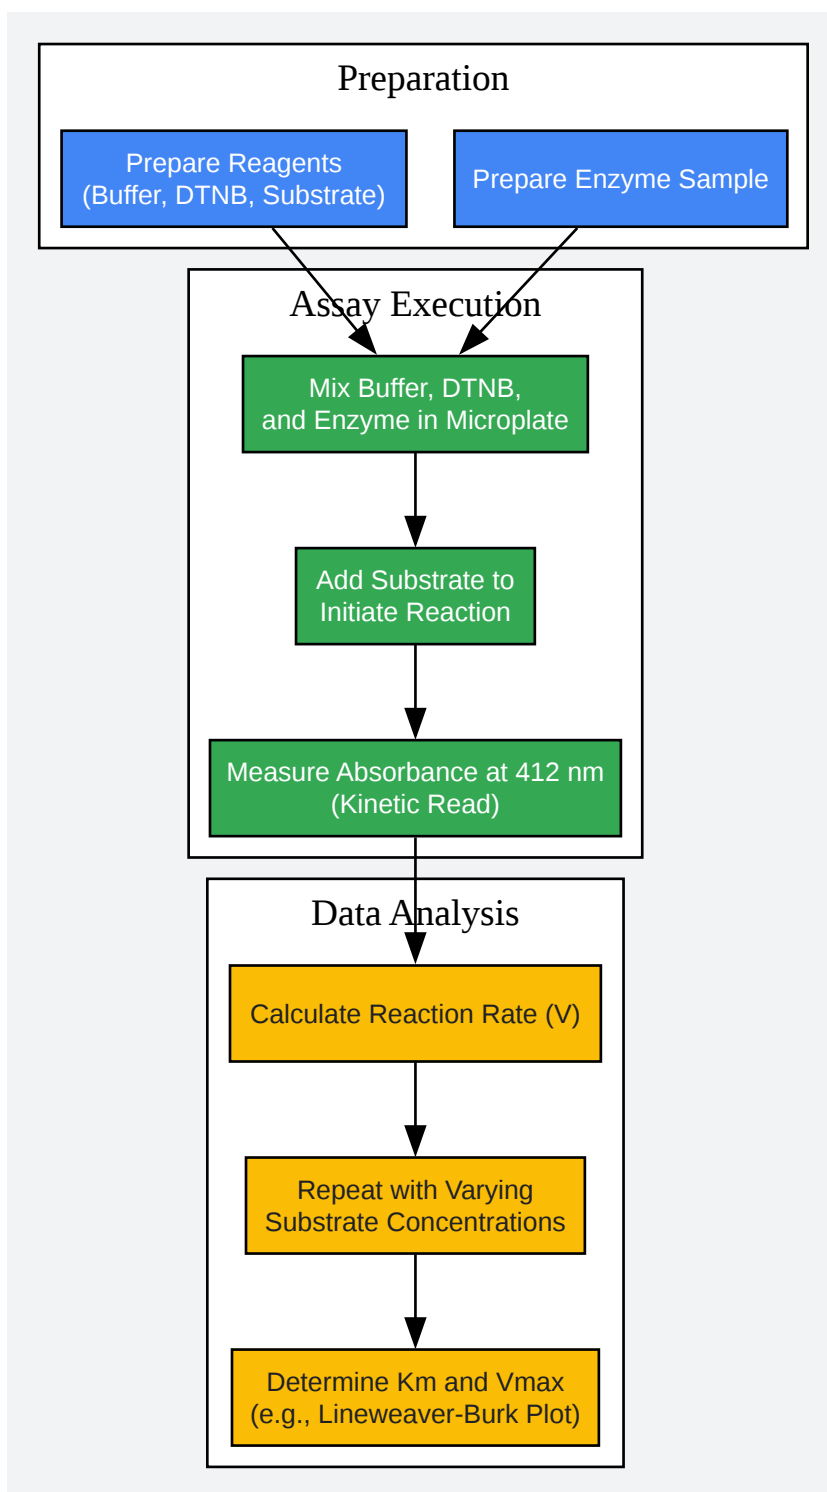 Preparation
Prepare Reagents
(Buffer, DTNB, Substrate)
Prepare Enzyme Sample
Assay Execution
Mix Buffer, DTNB,
and Enzyme in Microplate
Add Substrate to
Initiate Reaction
Measure Absorbance at 412 nm
(Kinetic Read)
Data Analysis
Calculate Reaction Rate (V)
Repeat with Varying
Substrate Concentrations
Determine Km and Vmax
(e.g., Lineweaver-Burk Plot)